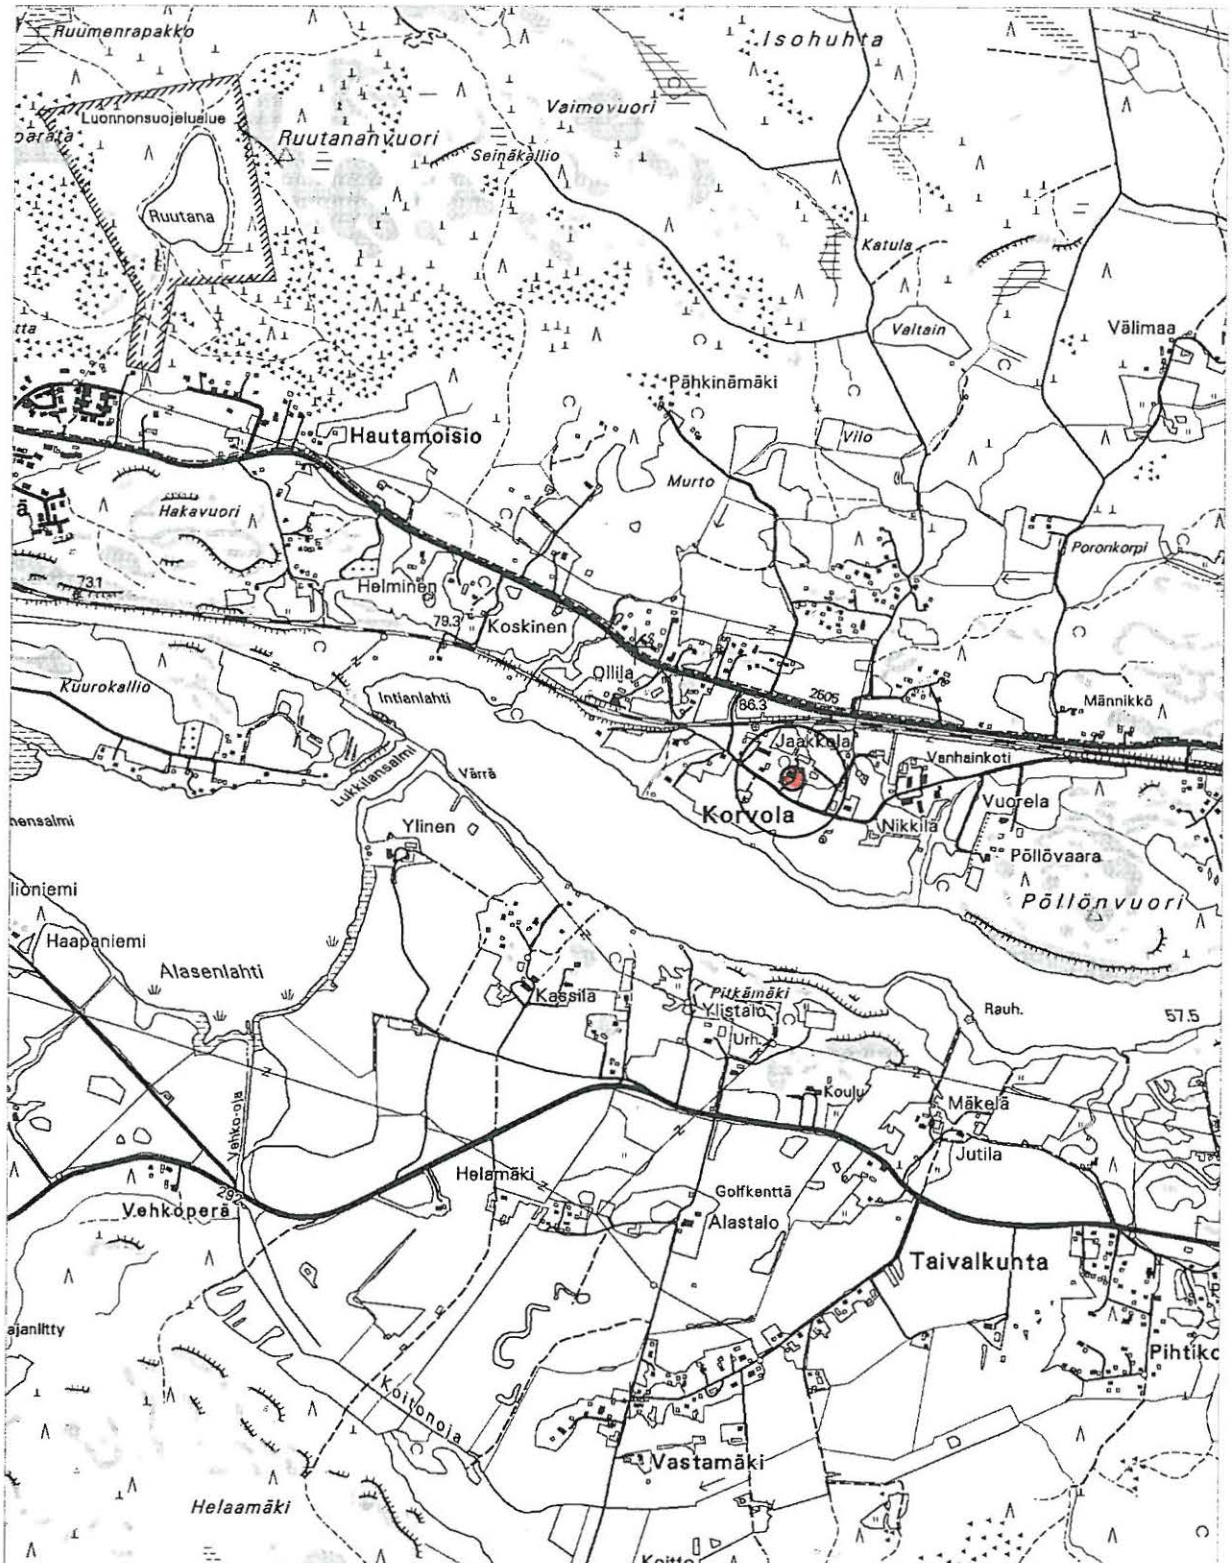 Ruumenrapakko
Isohuhta
Luonnonsuojelualue
Vaimovuori
Ruutananvuori
Seinäkallio
Ruutana
Katula
Valtain
Välimaa
Pähkinämäki
Hautamoisio
Vilo
Murto
Hakavuori
Poronkorpi
73.1
Helminen
79.3
Koskinen
Ollila
Kuurokallio
Intianlahti
86.3
2505
Männikkö
Jaakkola
Vanhainkoti
Värrä
Lukkilansalmi
Korvola
Vuorela
Nikkilä
Ylinen
Pöllövaara
Pöllönvuori
Haapaniemi
Alasenlahti
Kassila
Pitkämäki
Ylistalo
Rauh.
57.5
Urh.
Koulu
Mäkelä
Vehko-oja
Jutila
Helamäki
Golfkenttä
Vehkoperä
Alastalo
Taivalkunta
Koitonoja
Vastamäki
Helaamäki